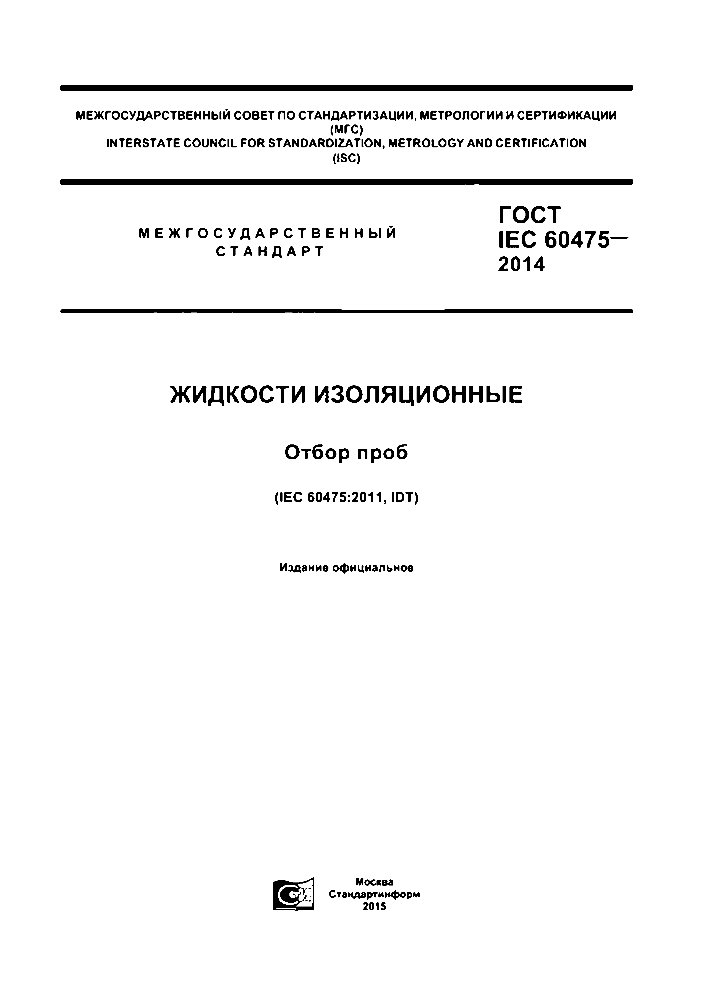 МЕЖГОСУДАРСТВЕННЫЙ СОВЕТ ПО СТАНДАРТИЗАЦИИ, МЕТРОЛОГИИ И СЕРТИФИКАЦИИ
(МГС)
INTERSTATE COUNCIL FOR STANDARDIZATION, METROLOGY AND CERTIFICATION
(ISC)
МЕЖГОСУДАРСТВЕННЫЙ
СТАНДАРТ
ГОСТ
IEC 60475—
2014
ЖИДКОСТИ ИЗОЛЯЦИОННЫЕ
Отбор проб
(IEC 60475:2011, IDT)
Издание официальное
Москва
Стандартинформ
2015